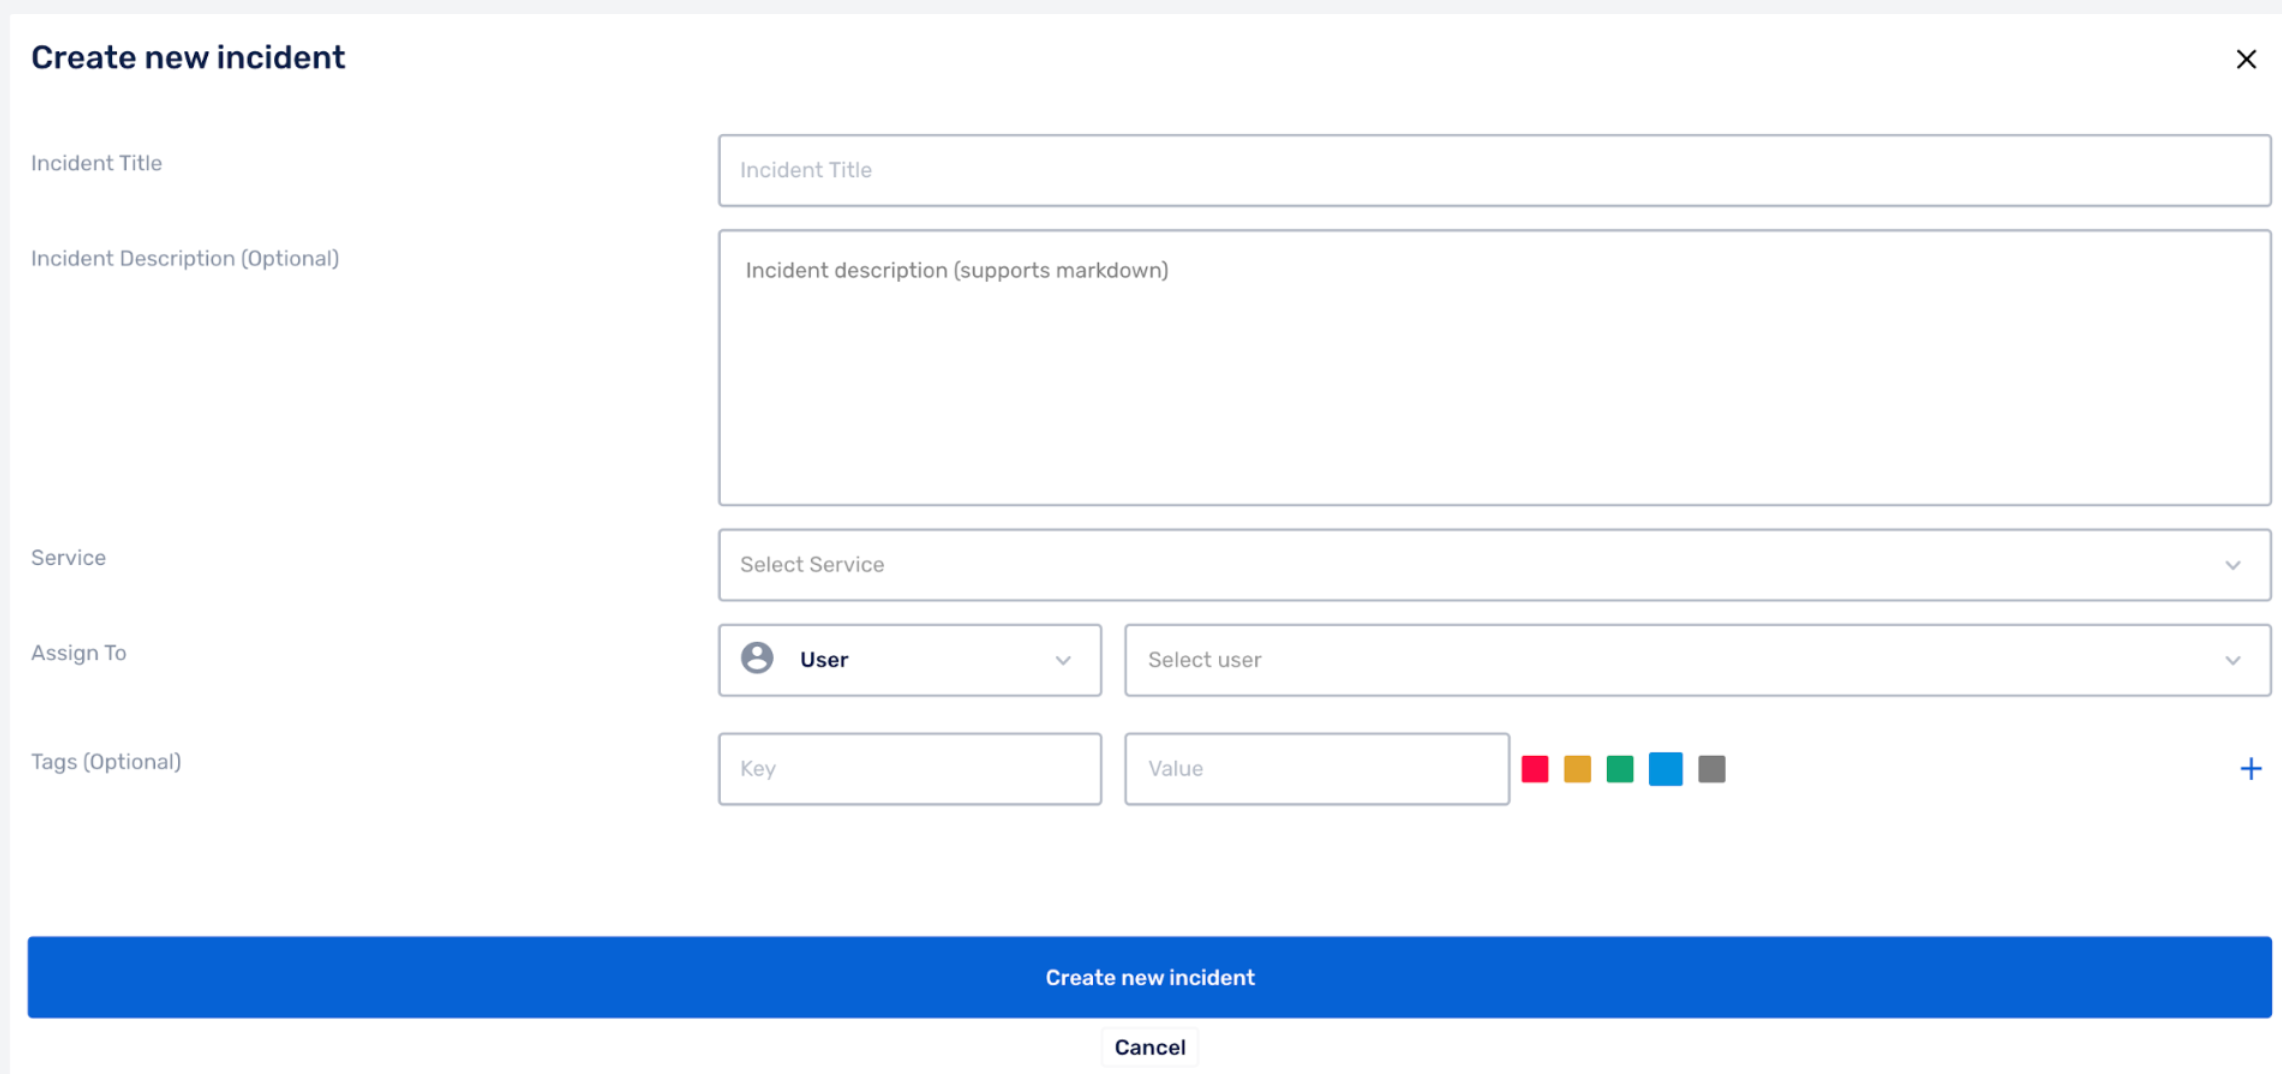 Create new incident
Incident Title
Incident Title
Incident Description (Optional)
Incident description (supports markdown)
Service
Select Service
Assign To
User
Select user
Tags (Optional)
Key
Value
Create new incident
Cancel